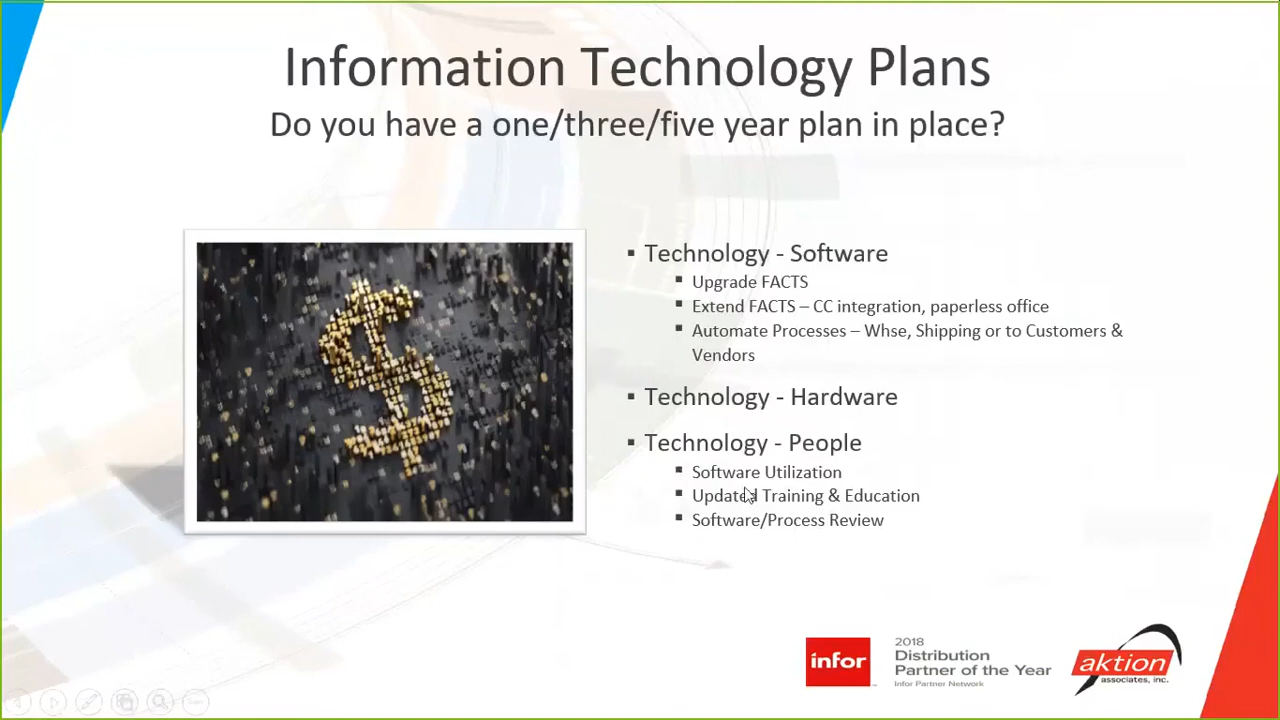 Information Technology Plans
Do you have a one/three/five year plan in place?
▪ Technology - Software
▪ Upgrade FACTS
▪ Extend FACTS – CC integration, paperless office
▪ Automate Processes – Whse, Shipping or to Customers &
Vendors
▪ Technology - Hardware
▪ Technology - People
▪ Software Utilization
▪ Updated Training & Education
▪ Software/Process Review
infor
2018
Distribution
Partner of the Year
Infor Partner Network
aktion
associates, inc.